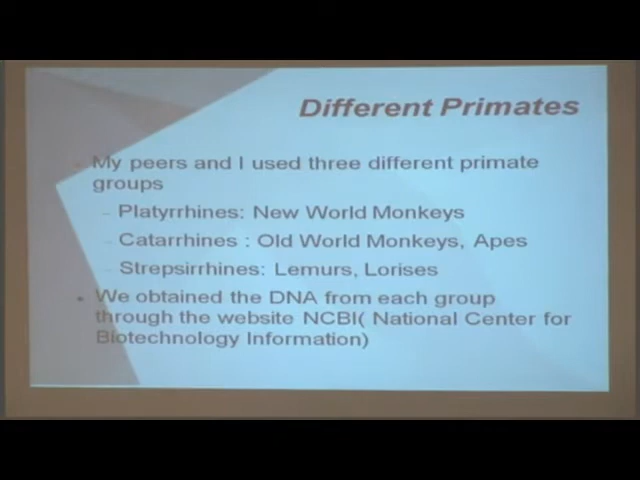 Different Primates
• My peers and I used three different primate
groups
– Platyrrhines: New World Monkeys
– Catarrhines : Old World Monkeys, Apes
– Strepsirrhines: Lemurs, Lorises
• We obtained the DNA from each group
through the website NCBI( National Center for
Biotechnology Information)